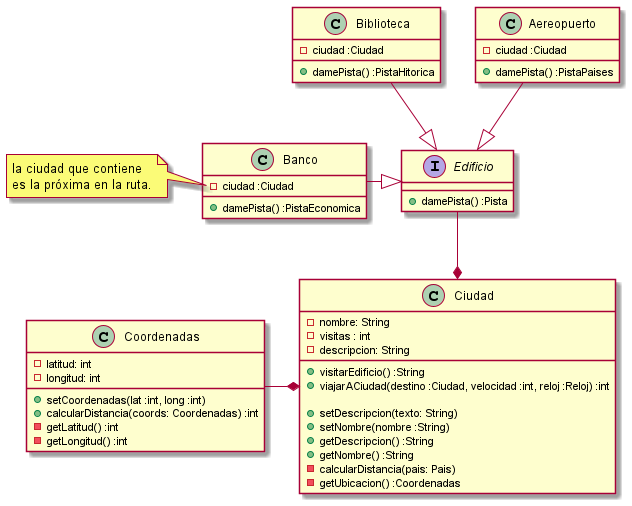 C Biblioteca
ciudad :Ciudad
damePista() :PistaHitorica
C Aereopuerto
ciudad :Ciudad
damePista() :PistaPaises
la ciudad que contiene
es la próxima en la ruta.
C Banco
ciudad :Ciudad
damePista() :PistaEconomica
I Edificio
damePista() :Pista
C Coordenadas
latitud: int
longitud: int
setCoordenadas(lat :int, long :int)
calcularDistancia(coords: Coordenadas) :int
getLatitud() :int
getLongitud() :int
C Ciudad
nombre: String
visitas : int
descripcion: String
visitarEdificio() :String
viajarACiudad(destino :Ciudad, velocidad :int, reloj :Reloj) :int
setDescripcion(texto: String)
setNombre(nombre :String)
getDescripcion() :String
getNombre() :String
calcularDistancia(pais: Pais)
getUbicacion() :Coordenadas